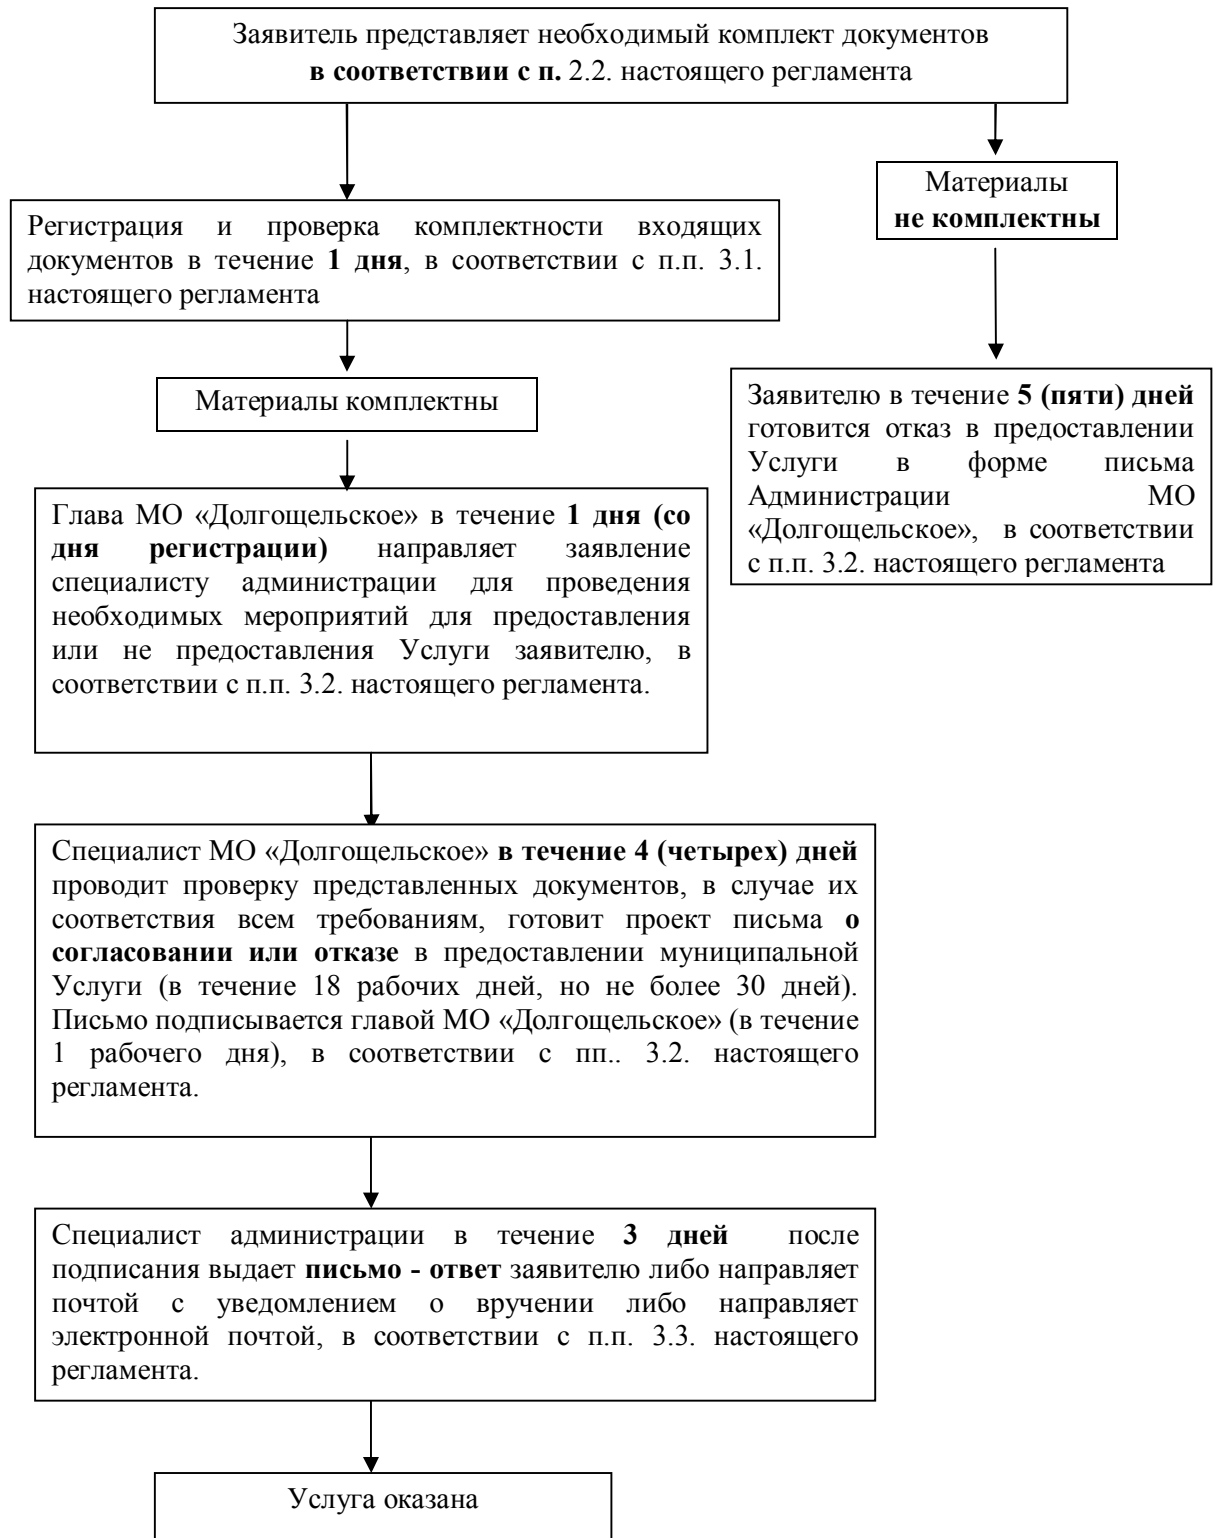 Заявитель представляет необходимый комплект документов
в соответствии с п. 2.2. настоящего регламента
Материалы
не комплектны
Регистрация и проверка комплектности входящих
документов в течение 1 дня, в соответствии с п.п. 3.1.
настоящего регламента
Материалы комплектны
Заявителю в течение 5 (пяти) дней
готовится отказ в предоставлении
Услуги в форме письма
Администрации МО
«Долгощельское», в соответствии
с п.п. 3.2. настоящего регламента
Глава МО «Долгощельское» в течение 1 дня (со
дня регистрации) направляет заявление
специалисту администрации для проведения
необходимых мероприятий для предоставления
или не предоставления Услуги заявителю, в
соответствии с п.п. 3.2. настоящего регламента.
Специалист МО «Долгощельское» в течение 4 (четырех) дней
проводит проверку представленных документов, в случае их
соответствия всем требованиям, готовит проект письма о
согласовании или отказе в предоставлении муниципальной
Услуги (в течение 18 рабочих дней, но не более 30 дней).
Письмо подписывается главой МО «Долгощельское» (в течение
1 рабочего дня), в соответствии с пп.. 3.2. настоящего
регламента.
Специалист администрации в течение 3 дней после
подписания выдает письмо - ответ заявителю либо направляет
почтой с уведомлением о вручении либо направляет
электронной почтой, в соответствии с п.п. 3.3. настоящего
регламента.
Услуга оказана